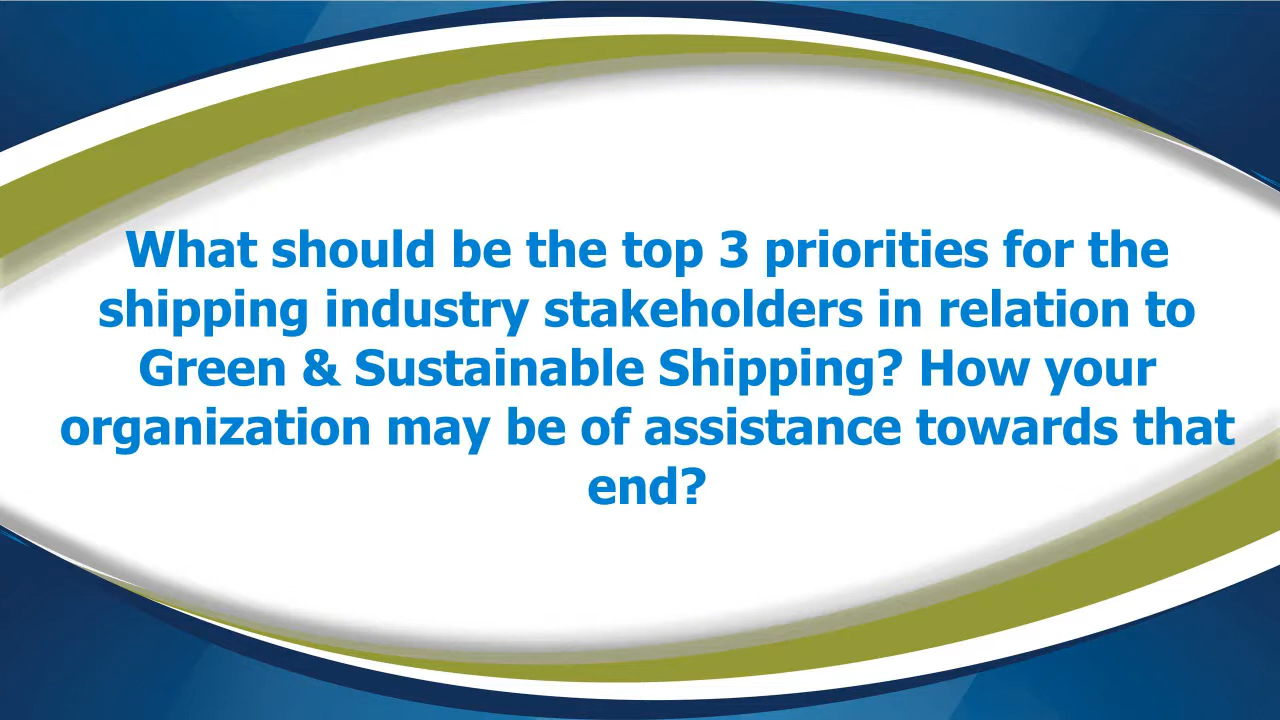 What should be the top 3 priorities for the
shipping industry stakeholders in relation to
Green & Sustainable Shipping? How your
organization may be of assistance towards that
end?